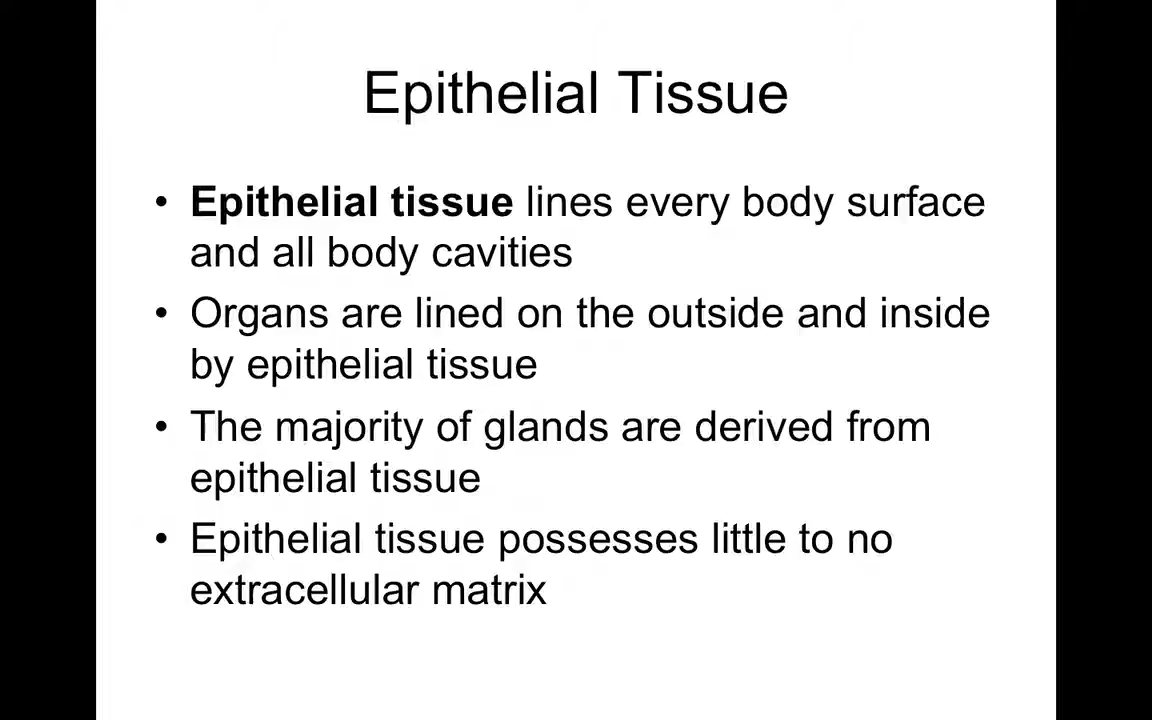 Epithelial Tissue
• Epithelial tissue lines every body surface
and all body cavities
• Organs are lined on the outside and inside
by epithelial tissue
• The majority of glands are derived from
epithelial tissue
• Epithelial tissue possesses little to no
extracellular matrix